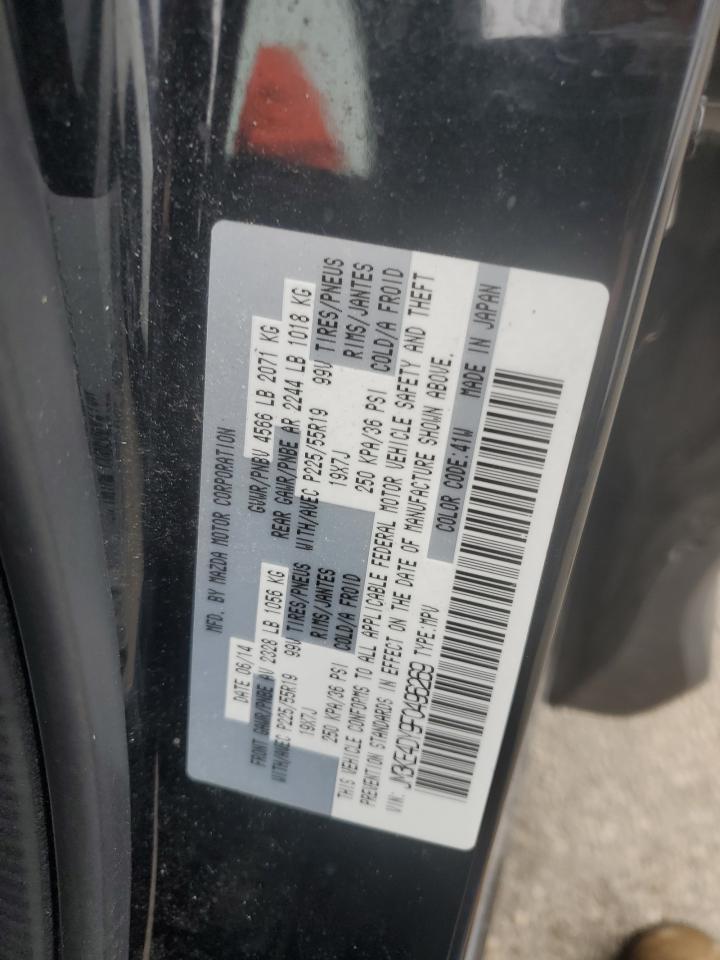 MFD. BY MAZDA MOTOR CORPORATION
DATE 06/14 GVWR/PNBV 4566 LB 2071 KG
FRONT GAWR/PNBE AV 2328 LB 1056 KG REAR GAWR/PNBE AR 2244 LB 1018 KG
WITH/AVEC P225/55R19 99V TIRES/PNEUS WITH/AVEC P225/55R19 99V TIRES/PNEUS
19X7J RIMS/JANTES 19X7J RIMS/JANTES
250 KPA/36 PSI COLD/A FROID 250 KPA/36 PSI COLD/A FROID
THIS VEHICLE CONFORMS TO ALL APPLICABLE FEDERAL MOTOR VEHICLE SAFETY AND THEFT
PREVENTION STANDARDS IN EFFECT ON THE DATE OF MANUFACTURE SHOWN ABOVE.
VIN: JM3KE4DY9F0496269 TYPE:MPV COLOR CODE:41W MADE IN JAPAN